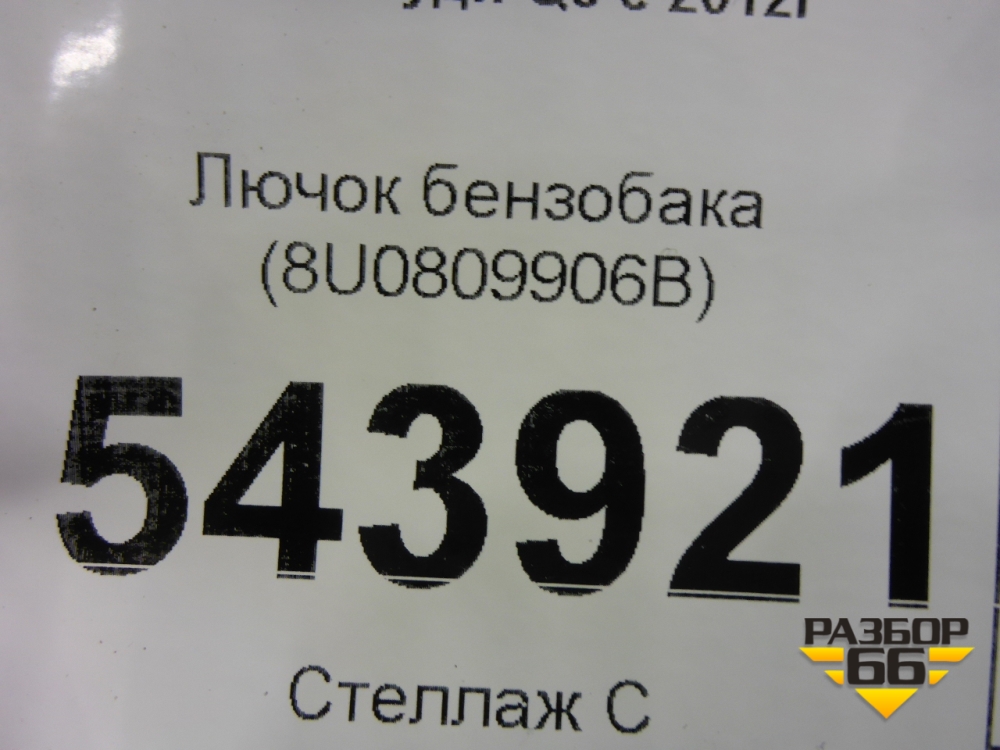 Лючок бензобака
(8U0809906B)
543921
РАЗБОР
66
Стеллаж С